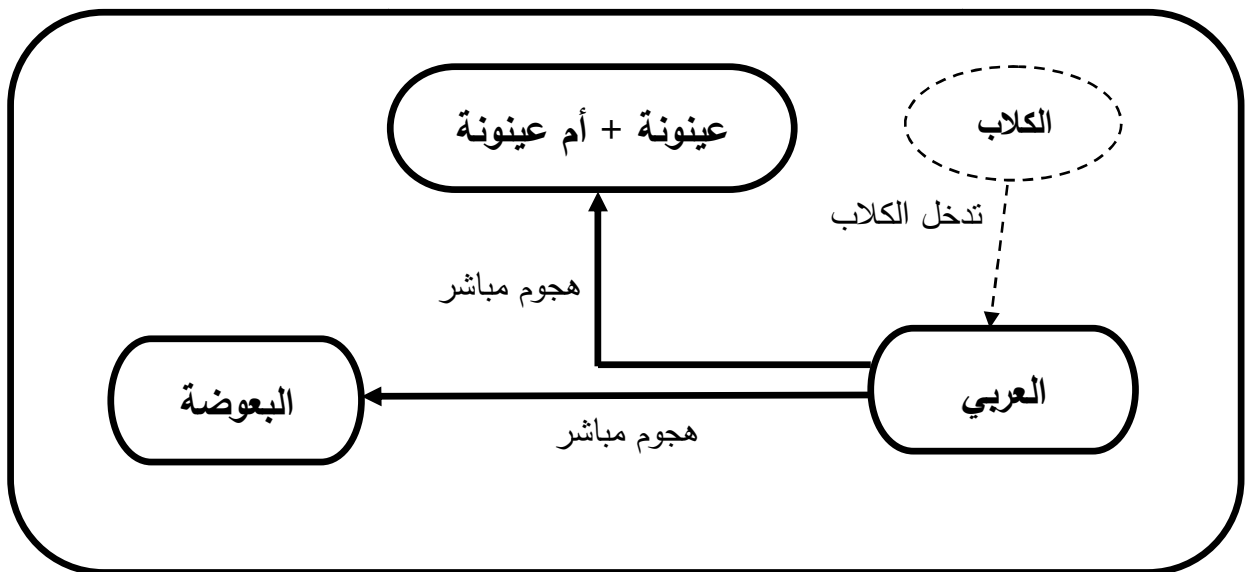 عينونة + أم عينونة
الكلاب
تدخل الكلاب
هجوم مباشر
العربي
البعوضة
هجوم مباشر